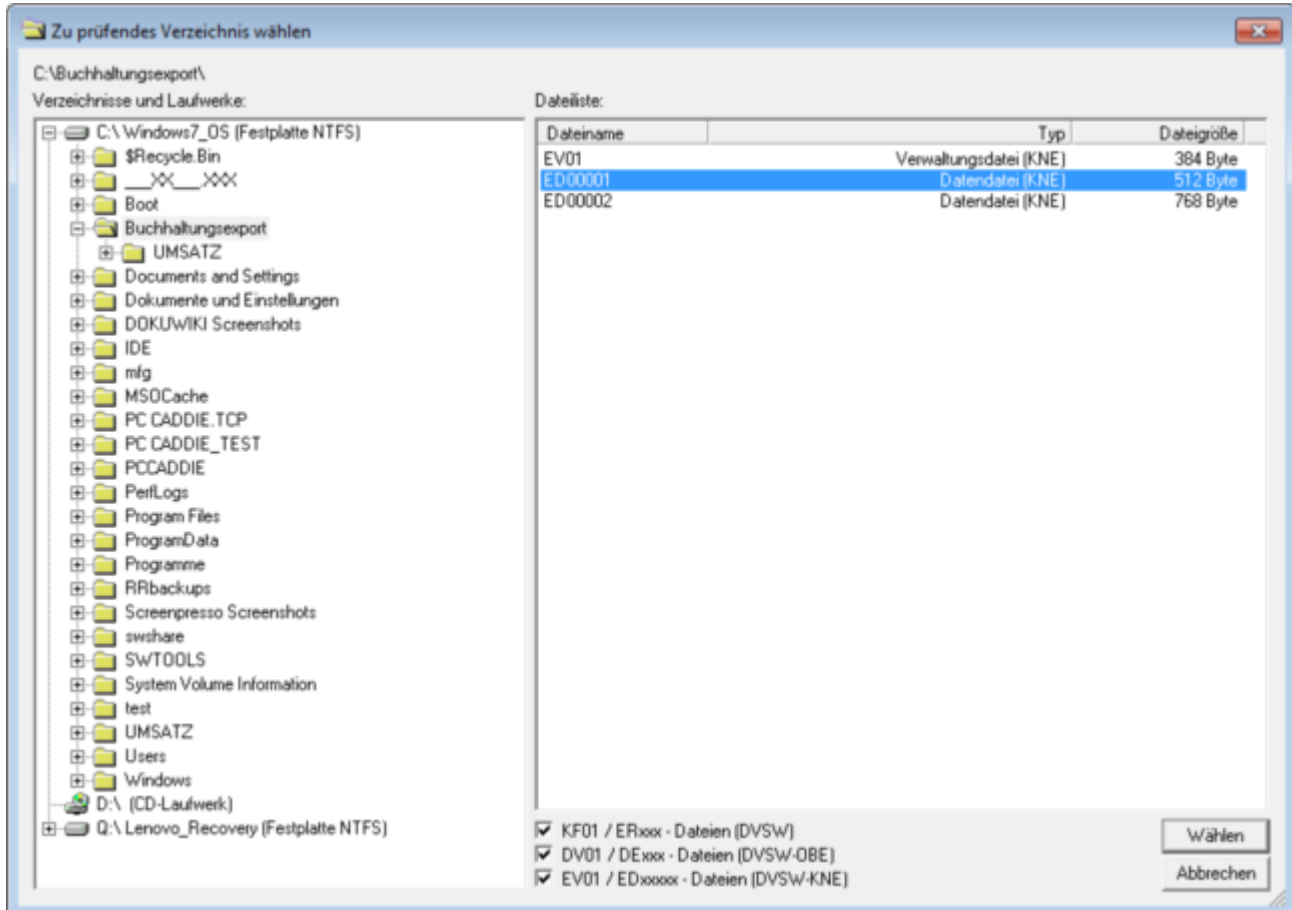 Zu prüfendes Verzeichnis wählen
C:\Buchhaltungsexport\
Verzeichnisse und Laufwerke:
C:\ Windows7_OS (Festplatte NTFS)
$Recycle.Bin
___XX___XXX
Boot
Buchhaltungsexport
UMSATZ
Documents and Settings
Dokumente und Einstellungen
DOKUWIKI Screenshots
IDE
mfg
MSOCache
PC CADDIE.TCP
PC CADDIE_TEST
PCCADDIE
PerfLogs
Program Files
ProgramData
Programme
RRbackups
Screenpresso Screenshots
swshare
SWTOOLS
System Volume Information
test
UMSATZ
Users
Windows
D:\ (CD-Laufwerk)
Q:\ Lenovo_Recovery (Festplatte NTFS)
Dateiliste:
Dateiname Typ Dateigröße
EV01 Verwaltungsdatei (KNE) 384 Byte
ED00001 Datendatei (KNE) 512 Byte
ED00002 Datendatei (KNE) 768 Byte
KF01 / ERxxx - Dateien (DVSW)
DV01 / DExxx - Dateien (DVSW-OBE)
EV01 / EDxxxxx - Dateien (DVSW-KNE)
Wählen
Abbrechen